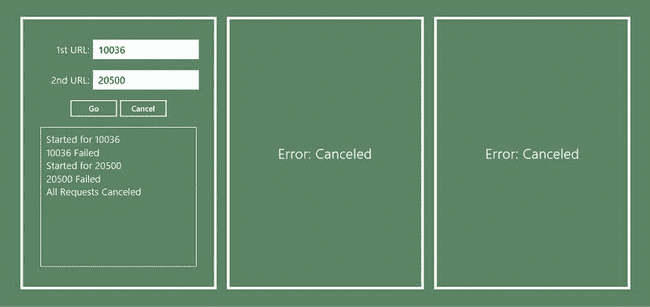 1st URL: 10036
2nd URL: 20500
Go Cancel
Started for 10036
10036 Failed
Started for 20500
20500 Failed
All Requests Canceled
Error: Canceled
Error: Canceled